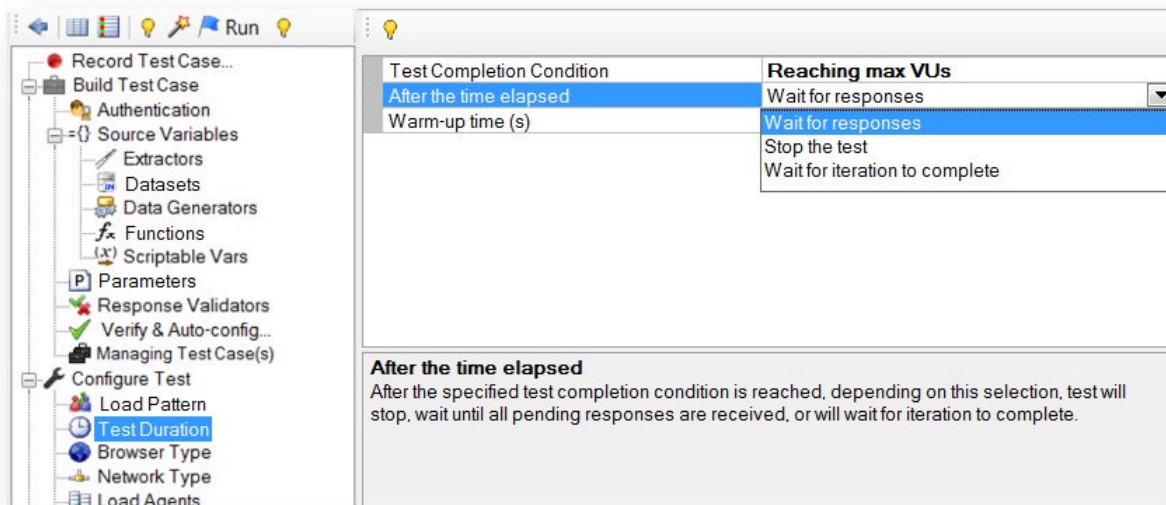 Run
Record Test Case...
Build Test Case
Authentication
={} Source Variables
Extractors
IN Datasets
Data Generators
fx Functions
(x) Scriptable Vars
P Parameters
Response Validators
Verify & Auto-config...
Managing Test Case(s)
Configure Test
Load Pattern
Test Duration
Browser Type
Network Type
Load Agents
Test Completion Condition Reaching max VUs
After the time elapsed Wait for responses
Warm-up time (s)
Wait for responses
Stop the test
Wait for iteration to complete
After the time elapsed
After the specified test completion condition is reached, depending on this selection, test will
stop, wait until all pending responses are received, or will wait for iteration to complete.